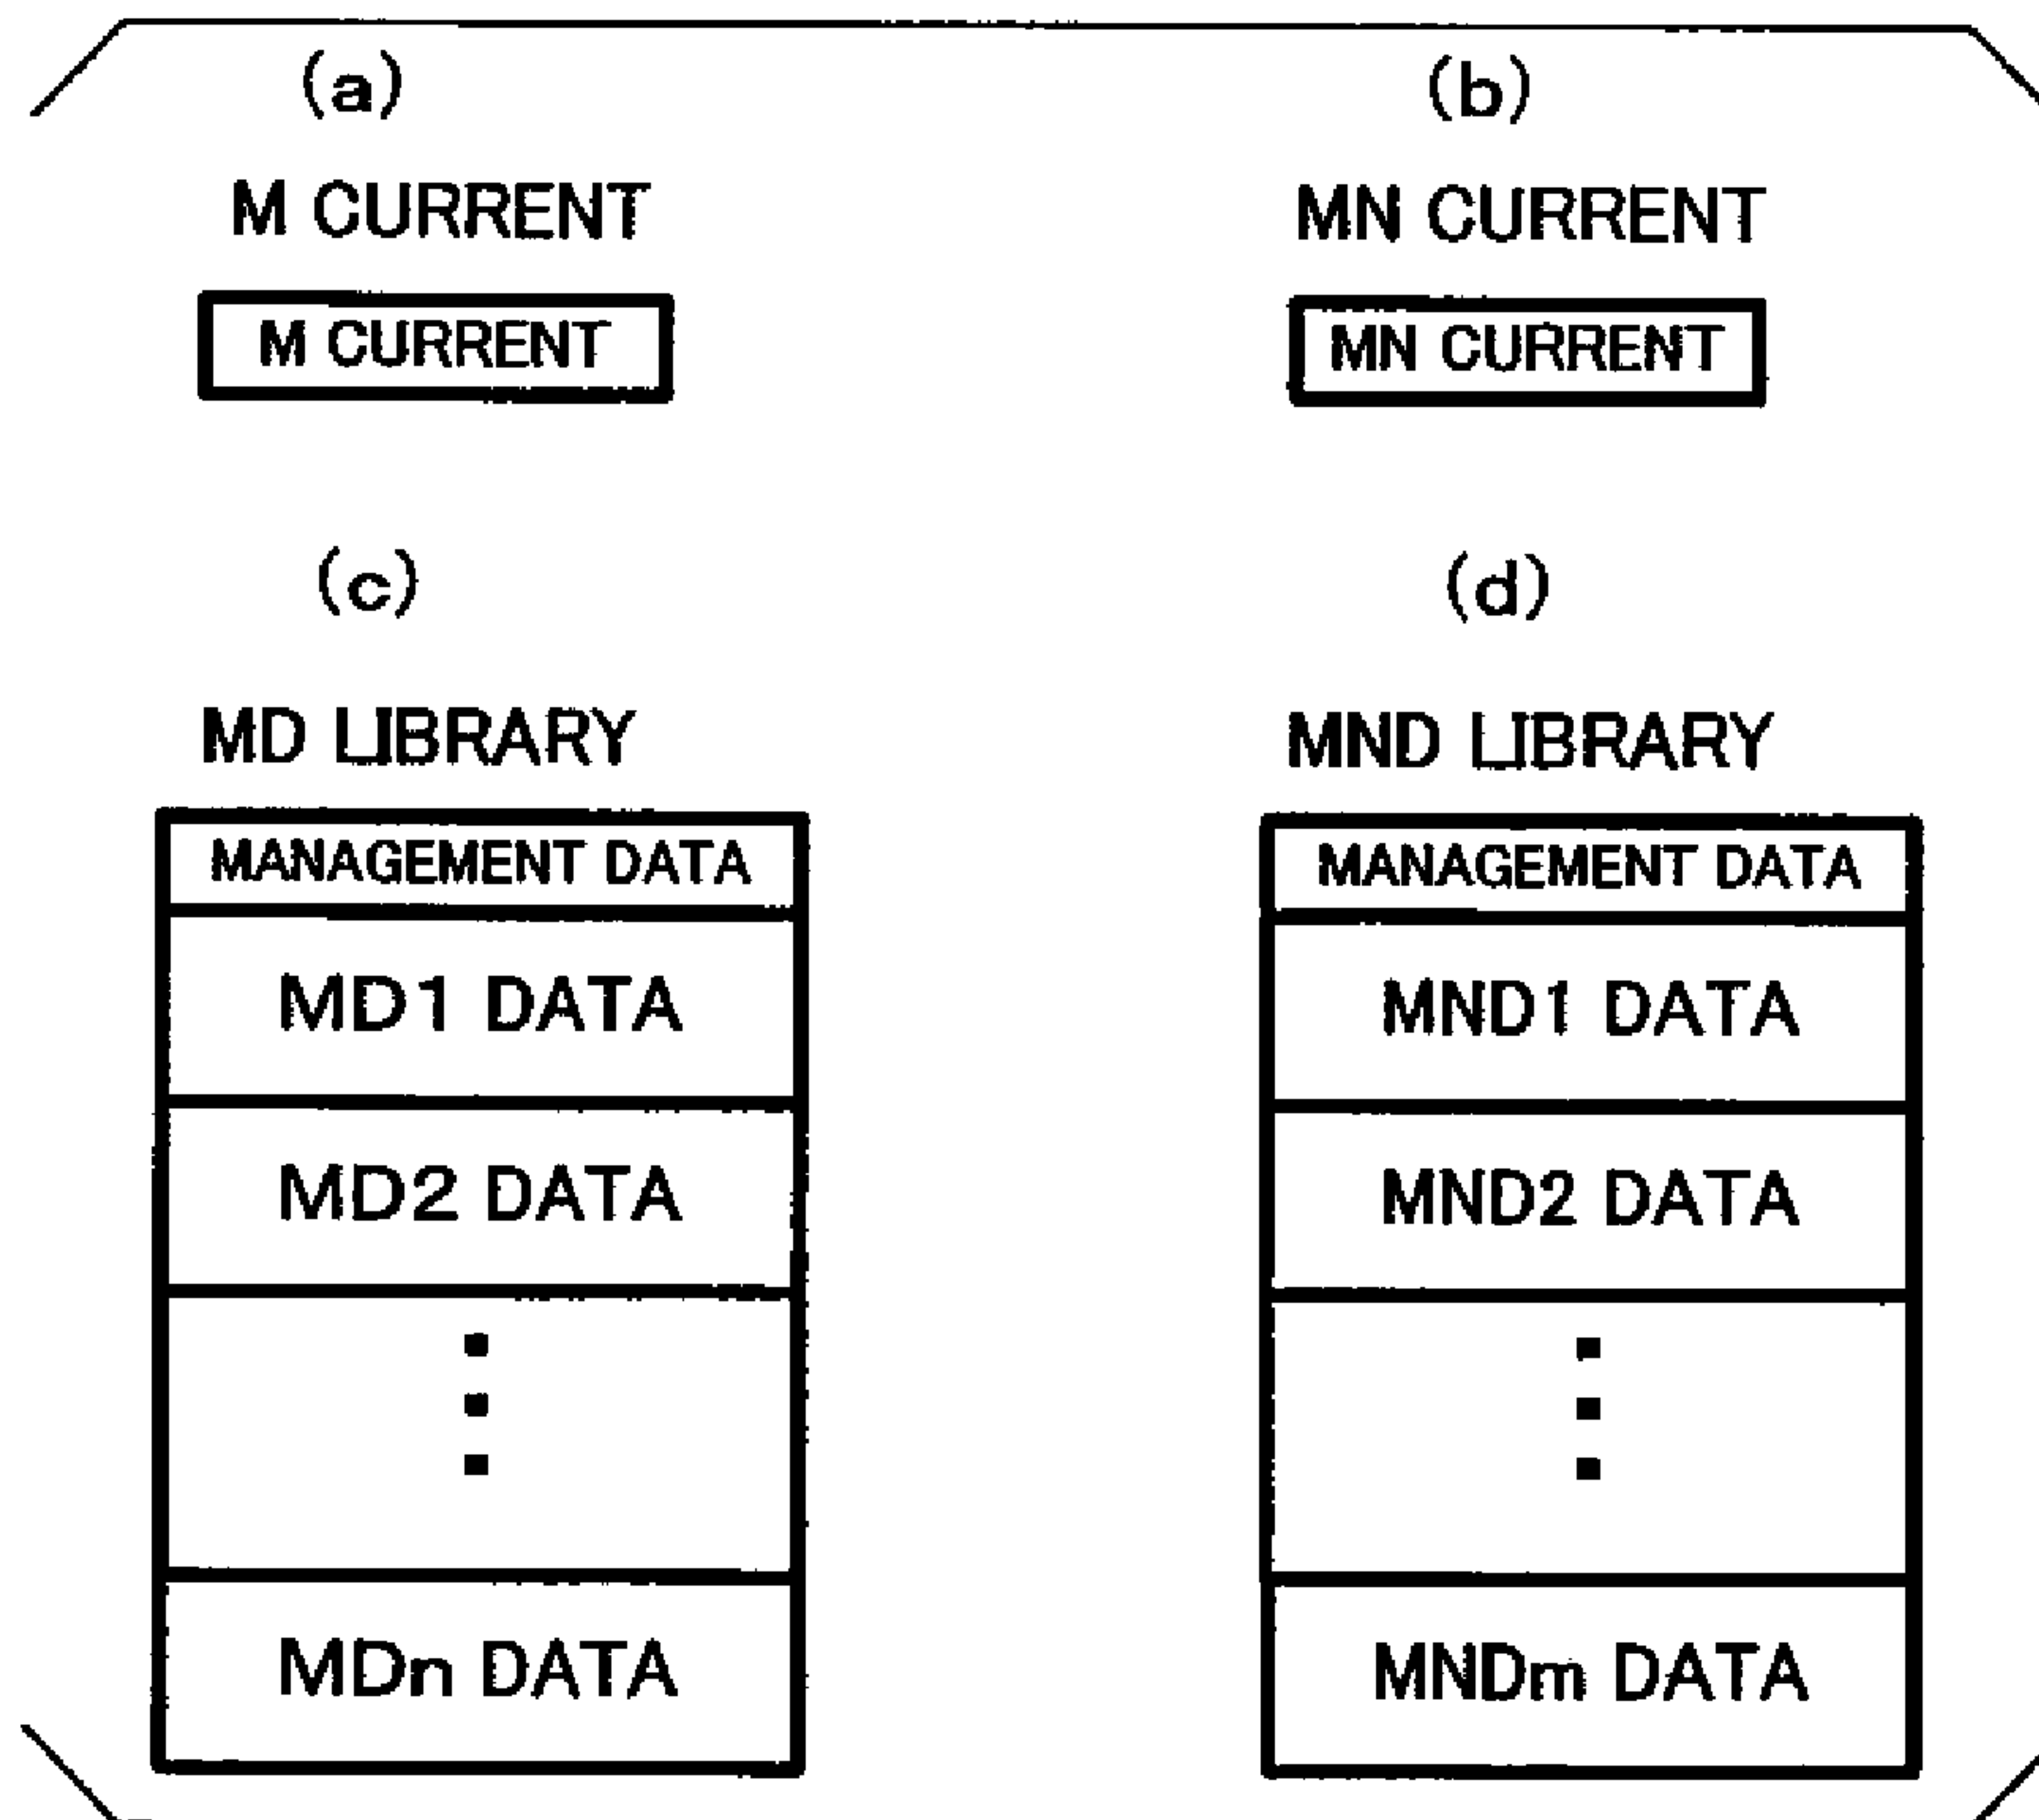 (a)
M CURRENT
M CURRENT
(b)
MN CURRENT
MN CURRENT
(c)
MD LIBRARY
MANAGEMENT DATA
MD1 DATA
MD2 DATA
MDn DATA
(d)
MND LIBRARY
MANAGEMENT DATA
MND1 DATA
MND2 DATA
MNDm DATA